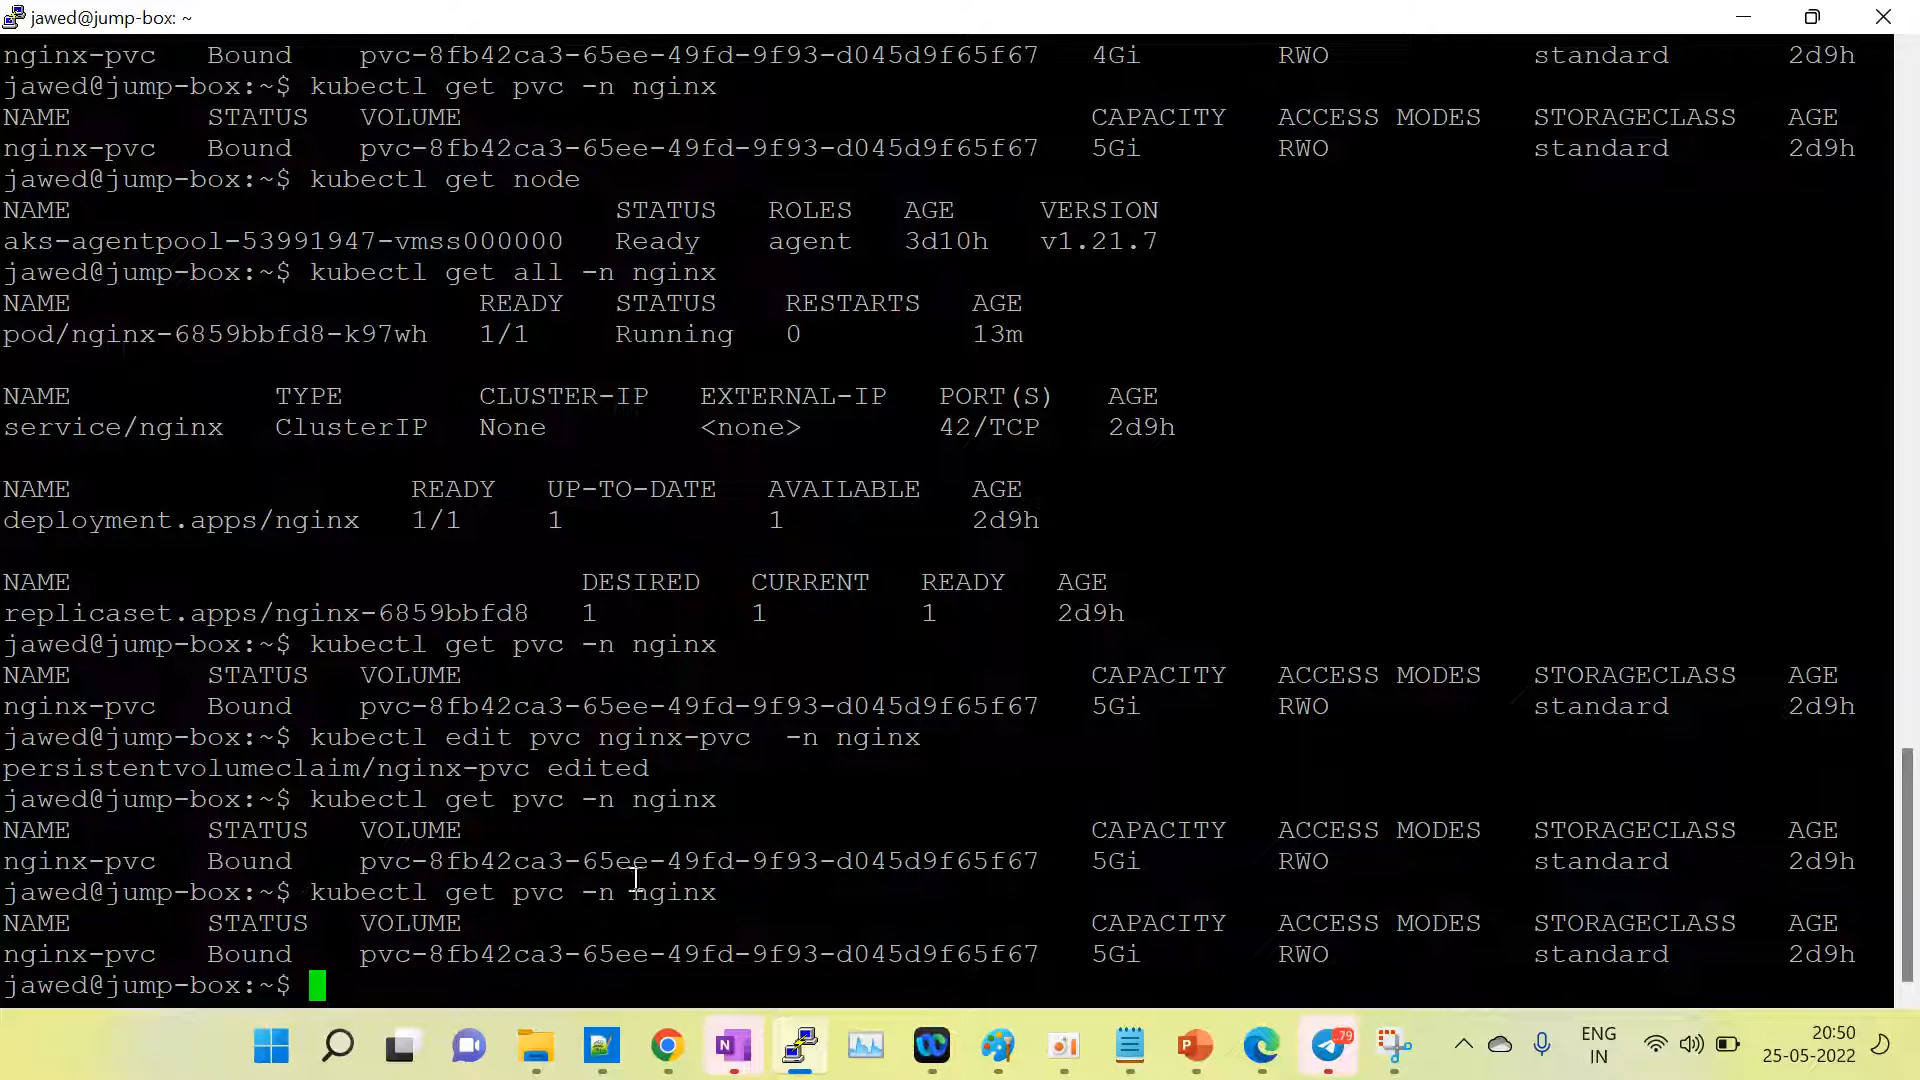 jawed@jump-box: ~
nginx-pvc Bound pvc-8fb42ca3-65ee-49fd-9f93-d045d9f65f67 4Gi RWO standard 2d9h
jawed@jump-box:~$ kubectl get pvc -n nginx
NAME STATUS VOLUME CAPACITY ACCESS MODES STORAGECLASS AGE
nginx-pvc Bound pvc-8fb42ca3-65ee-49fd-9f93-d045d9f65f67 5Gi RWO standard 2d9h
jawed@jump-box:~$ kubectl get node
NAME STATUS ROLES AGE VERSION
aks-agentpool-53991947-vmss000000 Ready agent 3d10h v1.21.7
jawed@jump-box:~$ kubectl get all -n nginx
NAME READY STATUS RESTARTS AGE
pod/nginx-6859bbfd8-k97wh 1/1 Running 0 13m
NAME TYPE CLUSTER-IP EXTERNAL-IP PORT(S) AGE
service/nginx ClusterIP None <none> 42/TCP 2d9h
NAME READY UP-TO-DATE AVAILABLE AGE
deployment.apps/nginx 1/1 1 1 2d9h
NAME DESIRED CURRENT READY AGE
replicaset.apps/nginx-6859bbfd8 1 1 1 2d9h
jawed@jump-box:~$ kubectl get pvc -n nginx
NAME STATUS VOLUME CAPACITY ACCESS MODES STORAGECLASS AGE
nginx-pvc Bound pvc-8fb42ca3-65ee-49fd-9f93-d045d9f65f67 5Gi RWO standard 2d9h
jawed@jump-box:~$ kubectl edit pvc nginx-pvc  -n nginx
persistentvolumeclaim/nginx-pvc edited
jawed@jump-box:~$ kubectl get pvc -n nginx
NAME STATUS VOLUME CAPACITY ACCESS MODES STORAGECLASS AGE
nginx-pvc Bound pvc-8fb42ca3-65ee-49fd-9f93-d045d9f65f67 5Gi RWO standard 2d9h
jawed@jump-box:~$ kubectl get pvc -n nginx
NAME STATUS VOLUME CAPACITY ACCESS MODES STORAGECLASS AGE
nginx-pvc Bound pvc-8fb42ca3-65ee-49fd-9f93-d045d9f65f67 5Gi RWO standard 2d9h
jawed@jump-box:~$
79
ENG
IN
20:50
25-05-2022